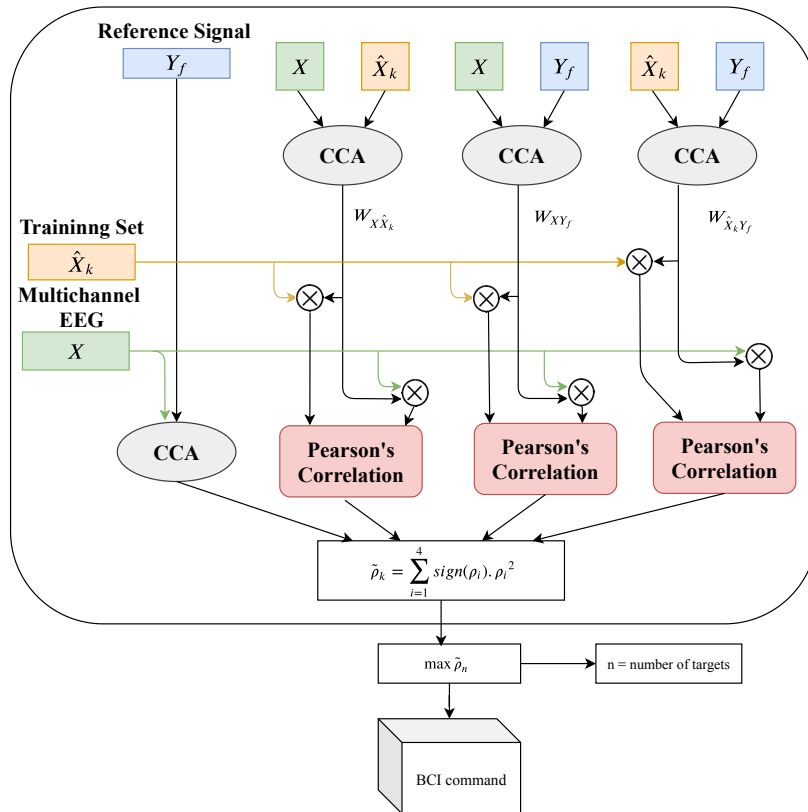 Reference Signal
Y_f
X
X̂_k
X
Y_f
X̂_k
Y_f
CCA
CCA
CCA
W_{XX̂_k}
W_{XY_f}
W_{X̂_kY_f}
Traininng Set
X̂_k
Multichannel
EEG
X
CCA
Pearson's
Correlation
Pearson's
Correlation
Pearson's
Correlation
ρ̃_k = ∑_{i=1}^{4} sign(ρ_i). ρ_i^2
max ρ̃_n
n = number of targets
BCI command